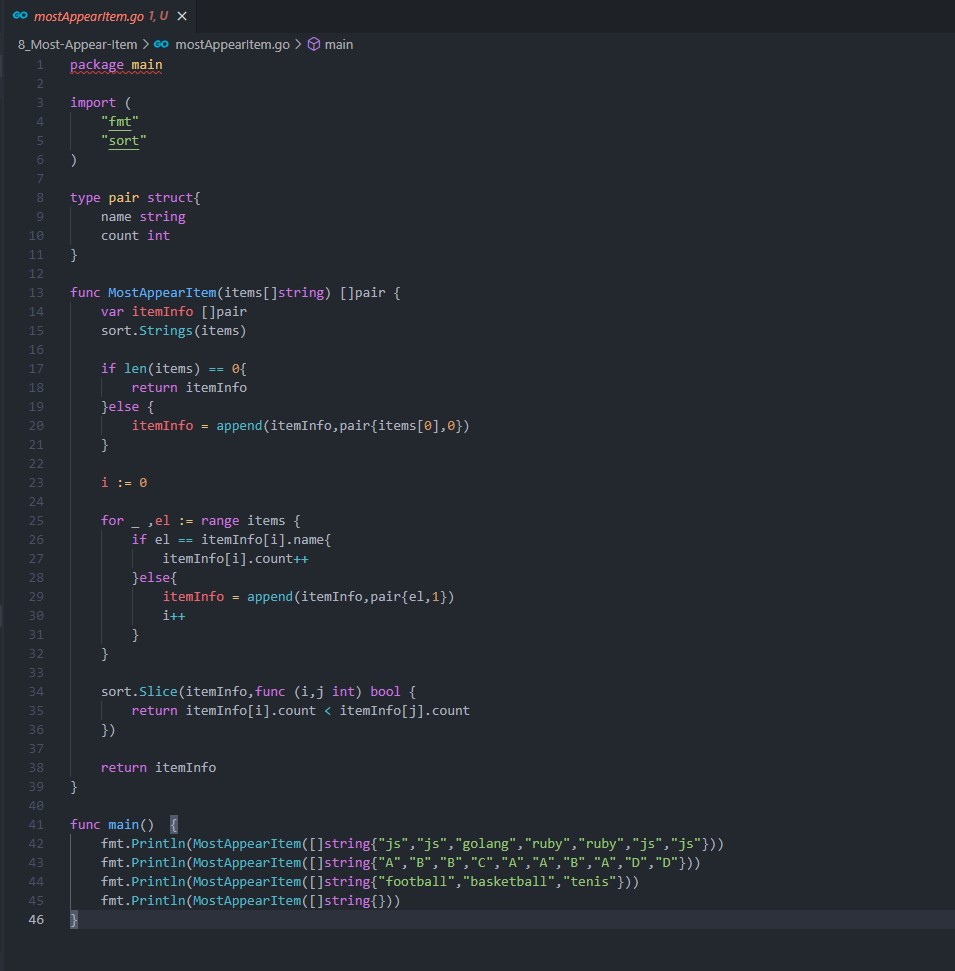 GO mostAppearItem.go 1, U ×
8_Most-Appear-Item > GO mostAppearItem.go > main
1 package main
2
3 import (
4     "fmt"
5     "sort"
6 )
7
8 type pair struct{
9     name string
10     count int
11 }
12
13 func MostAppearItem(items[]string) []pair {
14     var itemInfo []pair
15     sort.Strings(items)
16
17     if len(items) == 0{
18         return itemInfo
19     }else {
20         itemInfo = append(itemInfo,pair{items[0],0})
21     }
22
23     i := 0
24
25     for _ ,el := range items {
26         if el == itemInfo[i].name{
27             itemInfo[i].count++
28         }else{
29             itemInfo = append(itemInfo,pair{el,1})
30             i++
31         }
32     }
33
34     sort.Slice(itemInfo,func (i,j int) bool {
35         return itemInfo[i].count < itemInfo[j].count
36     })
37
38     return itemInfo
39 }
40
41 func main()  {
42     fmt.Println(MostAppearItem([]string{"js","js","golang","ruby","ruby","js","js"}))
43     fmt.Println(MostAppearItem([]string{"A","B","B","C","A","A","B","A","D","D"}))
44     fmt.Println(MostAppearItem([]string{"football","basketball","tenis"}))
45     fmt.Println(MostAppearItem([]string{}))
46 }